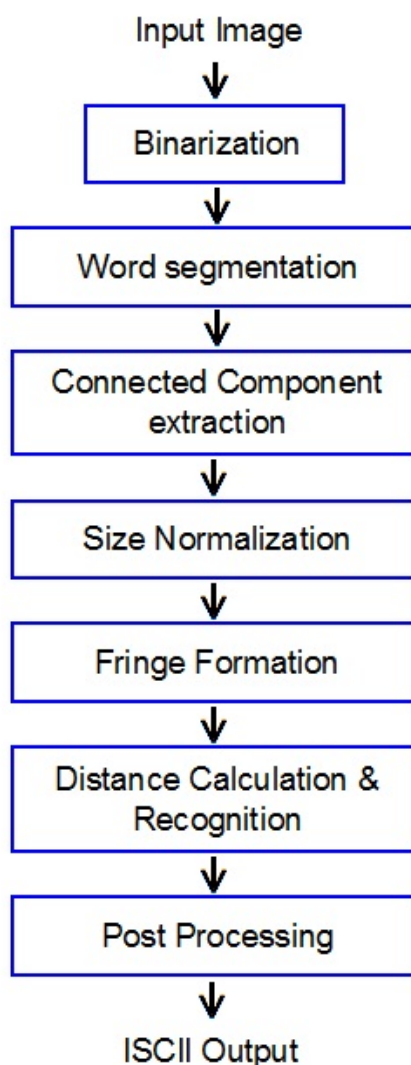 Input Image
Binarization
Word segmentation
Connected Component
extraction
Size Normalization
Fringe Formation
Distance Calculation &
Recognition
Post Processing
ISCII Output